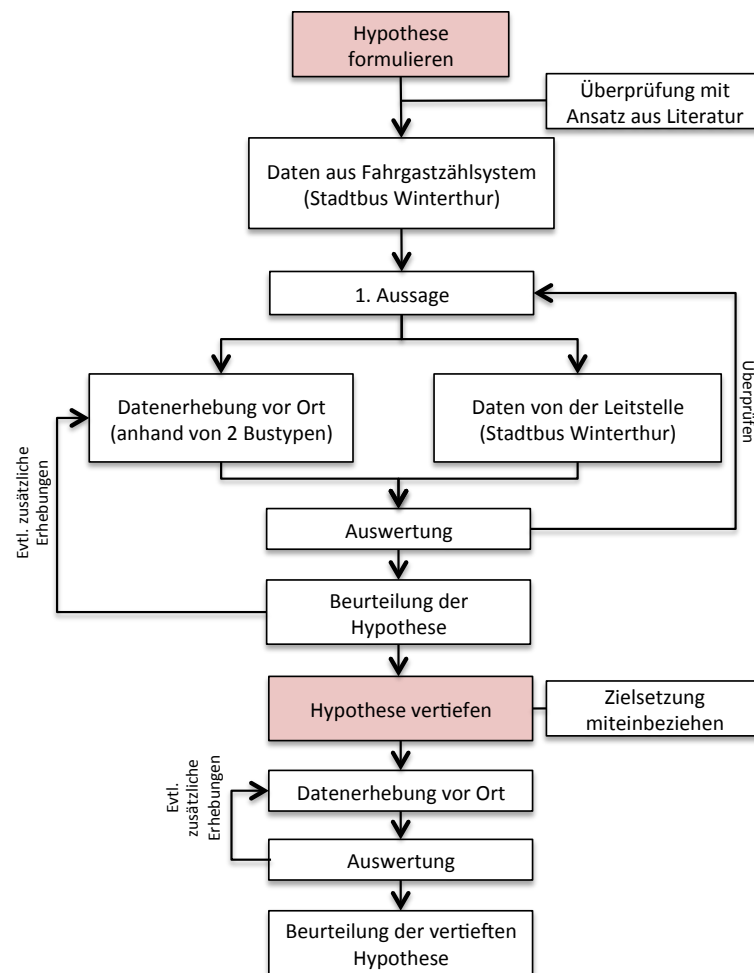 Hypothese
formulieren
Überprüfung mit
Ansatz aus Literatur
Daten aus Fahrgastzählsystem
(Stadtbus Winterthur)
1. Aussage
Überprüfen
Datenerhebung vor Ort
(anhand von 2 Bustypen)
Daten von der Leitstelle
(Stadtbus Winterthur)
Evtl. zusätzliche
Erhebungen
Auswertung
Beurteilung der
Hypothese
Hypothese vertiefen
Zielsetzung
miteinbeziehen
Evtl.
zusätzliche
Erhebungen
Datenerhebung vor Ort
Auswertung
Beurteilung der vertieften
Hypothese